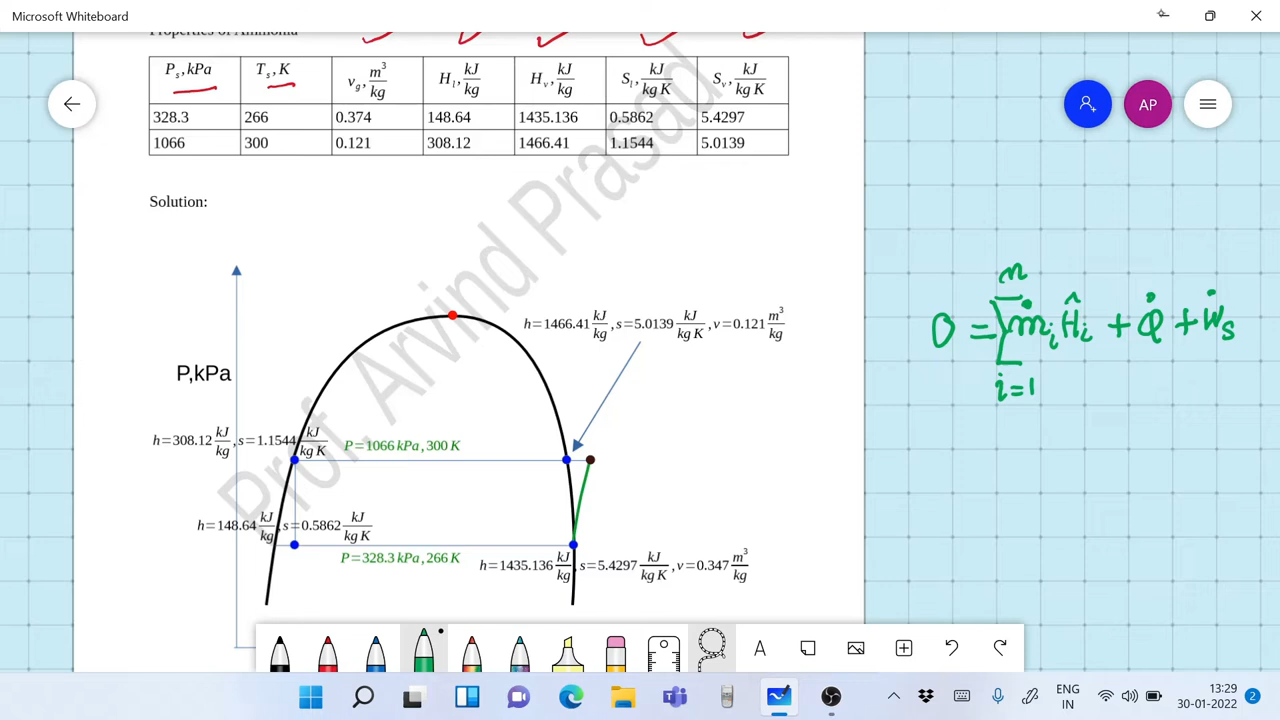 Microsoft Whiteboard
Properties of Ammonia
P_s, kPa T_s, K v_g, m³/kg H_l, kJ/kg H_v, kJ/kg S_l, kJ/kg K S_v, kJ/kg K
328.3 266 0.374 148.64 1435.136 0.5862 5.4297
1066 300 0.121 308.12 1466.41 1.1544 5.0139
AP
Solution:
Prof. Arvind Prasad
h=1466.41 kJ/kg, s=5.0139 kJ/kg K, v=0.121 m³/kg
P,kPa
h=308.12 kJ/kg, s=1.1544 kJ/kg K
P=1066 kPa, 300 K
h=148.64 kJ/kg, s=0.5862 kJ/kg K
P=328.3 kPa, 266 K
h=1435.136 kJ/kg, s=5.4297 kJ/kg K, v=0.347 m³/kg
n
0 = Σ ṁ_i Ĥ_i + Q̇ + Ẇ_s
i=1
A
ENG
IN
13:29
30-01-2022
2